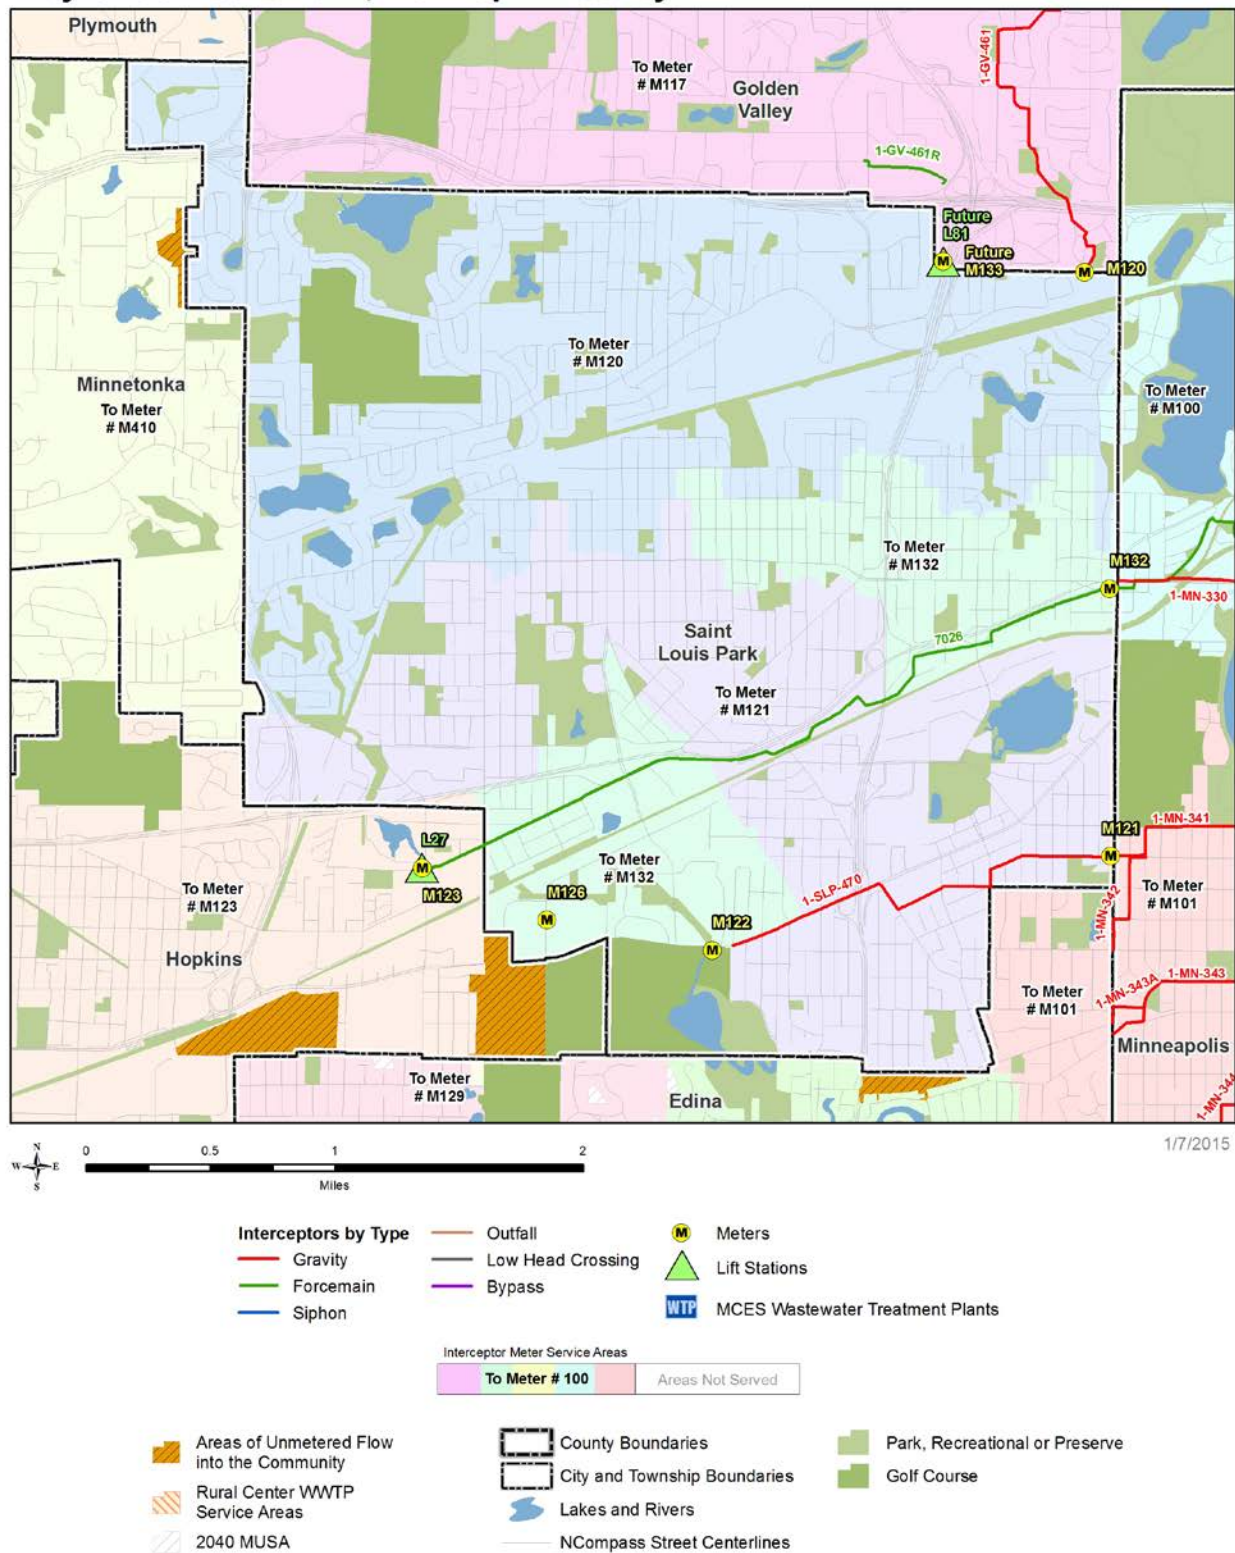 Plymouth
To Meter
# M117
Golden
Valley
1-GV-461
1-GV-461R
Future
L81
Future
M133
M120
To Meter
# M120
Minnetonka
To Meter
# M410
To Meter
# M100
To Meter
# M132
M132
1-MN-330
7026
Saint
Louis Park
To Meter
# M121
M121
1-MN-341
L27
M
M123
To Meter
# M132
To Meter
# M123
M126
1-SLP-470
1-MN-342
To Meter
# M101
M122
Hopkins
1-MN-343
1-MN-343A
To Meter
# M101
Minneapolis
To Meter
# M129
Edina
1-MN-344
1/7/2015
N
W E
S
0 0.5 1 2
Miles
Interceptors by Type
Gravity
Forcemain
Siphon
Outfall
Low Head Crossing
Bypass
M Meters
Lift Stations
WTP MCES Wastewater Treatment Plants
Interceptor Meter Service Areas
To Meter # 100 Areas Not Served
Areas of Unmetered Flow
into the Community
Rural Center WWTP
Service Areas
2040 MUSA
County Boundaries
City and Township Boundaries
Lakes and Rivers
NCompass Street Centerlines
Park, Recreational or Preserve
Golf Course